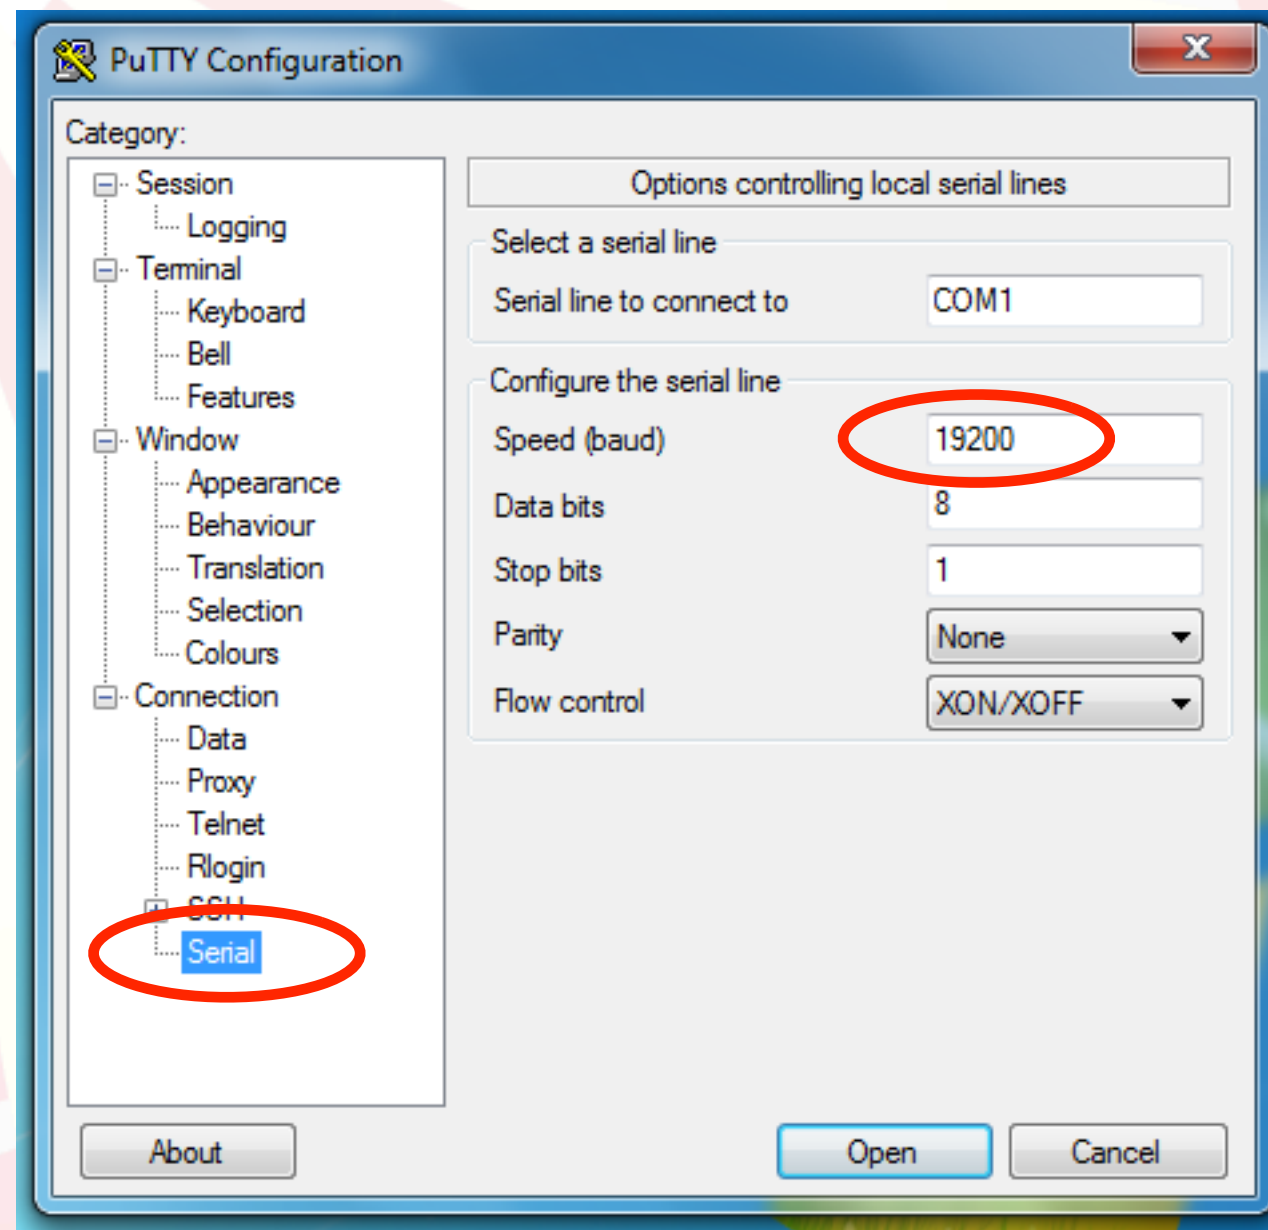 PuTTY Configuration
Category:
Session
Logging
Terminal
Keyboard
Bell
Features
Window
Appearance
Behaviour
Translation
Selection
Colours
Connection
Data
Proxy
Telnet
Rlogin
SSH
Serial
Options controlling local serial lines
Select a serial line
Serial line to connect to COM1
Configure the serial line
Speed (baud) 19200
Data bits 8
Stop bits 1
Parity None
Flow control XON/XOFF
About Open Cancel